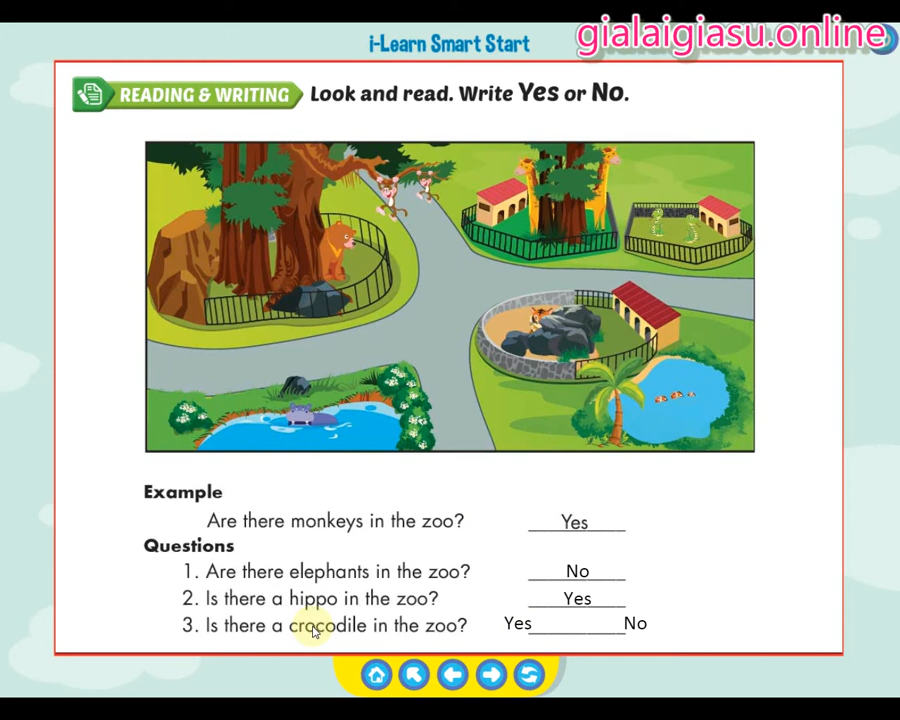 gialaigiasu.online
i-Learn Smart Start
READING & WRITING Look and read. Write Yes or No.
Example
Are there monkeys in the zoo? Yes
Questions
1. Are there elephants in the zoo? No
2. Is there a hippo in the zoo? Yes
3. Is there a crocodile in the zoo? Yes No